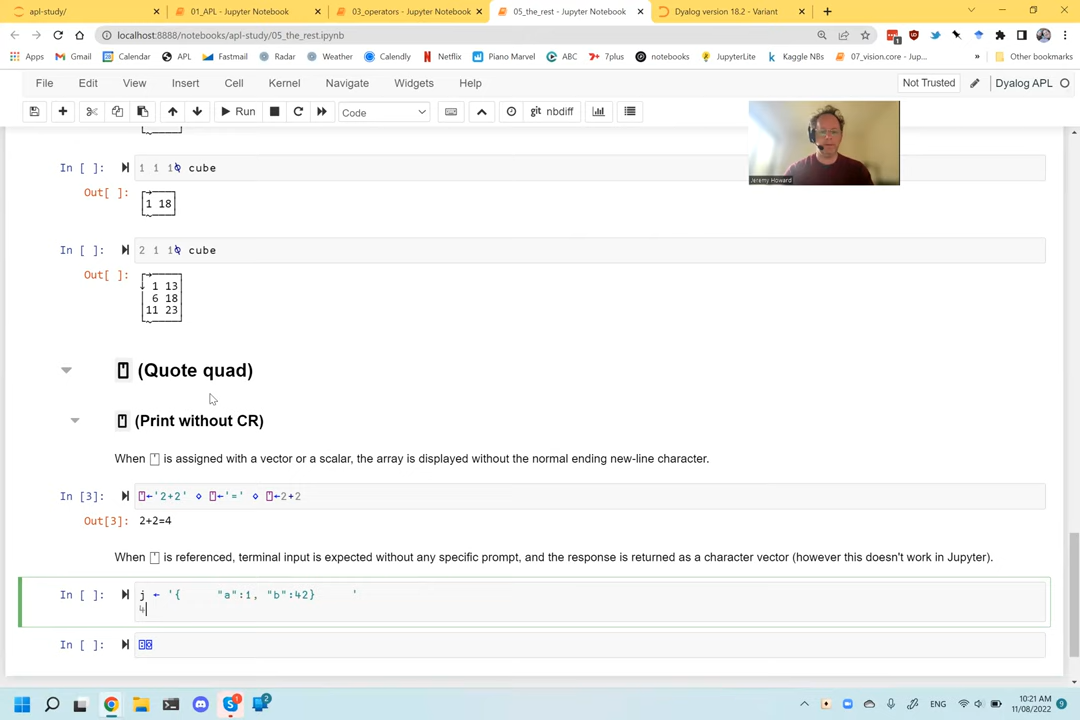 apl-study/
01_APL - Jupyter Notebook
03_operators - Jupyter Notebook
05_the_rest - Jupyter Notebook
Dyalog version 18.2 - Variant
localhost:8888/notebooks/apl-study/05_the_rest.ipynb
Apps
Gmail
Calendar
APL
Fastmail
Radar
Weather
Calendly
Netflix
Piano Marvel
ABC
7plus
notebooks
JupyterLite
Kaggle NBs
07_vision.core - Jup...
»
Other bookmarks
File Edit View Insert Cell Kernel Navigate Widgets Help
Not Trusted
Dyalog APL
Run
Code
git nbdiff
Jeremy Howard
In [ ]: 1 1 1⍉ cube
Out[ ]:
1 18
In [ ]: 2 1 1⍉ cube
Out[ ]:
1 13
6 18
11 23
⍞ (Quote quad)
⍞ (Print without CR)
When ⍞ is assigned with a vector or a scalar, the array is displayed without the normal ending new-line character.
In [3]: ⍞←'2+2' ⋄ ⍞←'=' ⋄ ⍞←2+2
Out[3]: 2+2=4
When ⍞ is referenced, terminal input is expected without any specific prompt, and the response is returned as a character vector (however this doesn't work in Jupyter).
In [ ]: j ← '{ "a":1, "b":42} '
4
In [ ]:
ENG
10:21 AM
11/08/2022